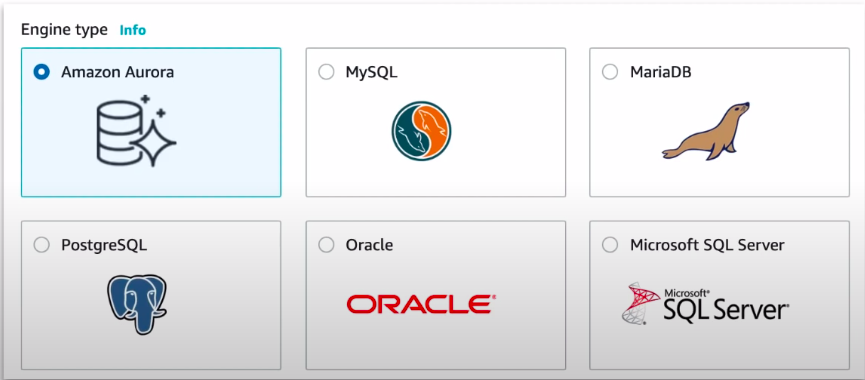 Engine type Info
Amazon Aurora
MySQL
MariaDB
PostgreSQL
Oracle
ORACLE®
Microsoft SQL Server
Microsoft®
SQL Server®